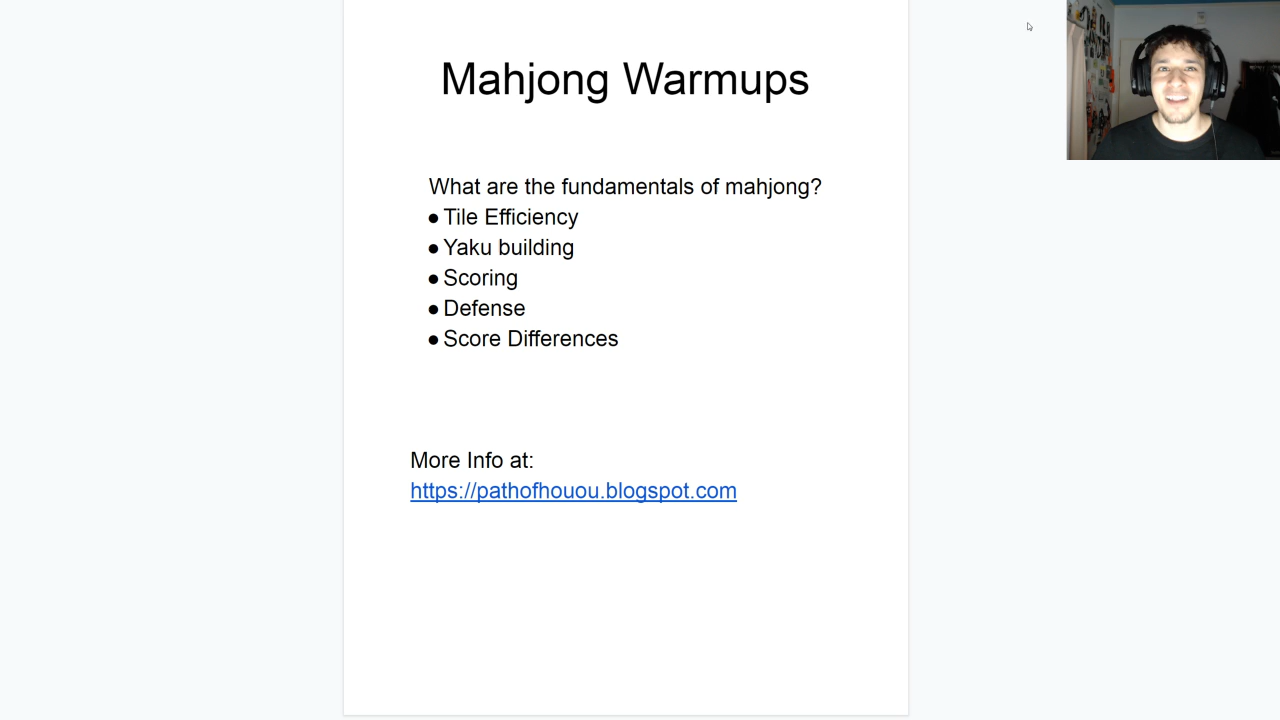 Mahjong Warmups
What are the fundamentals of mahjong?
● Tile Efficiency
● Yaku building
● Scoring
● Defense
● Score Differences
More Info at:
https://pathofhouou.blogspot.com